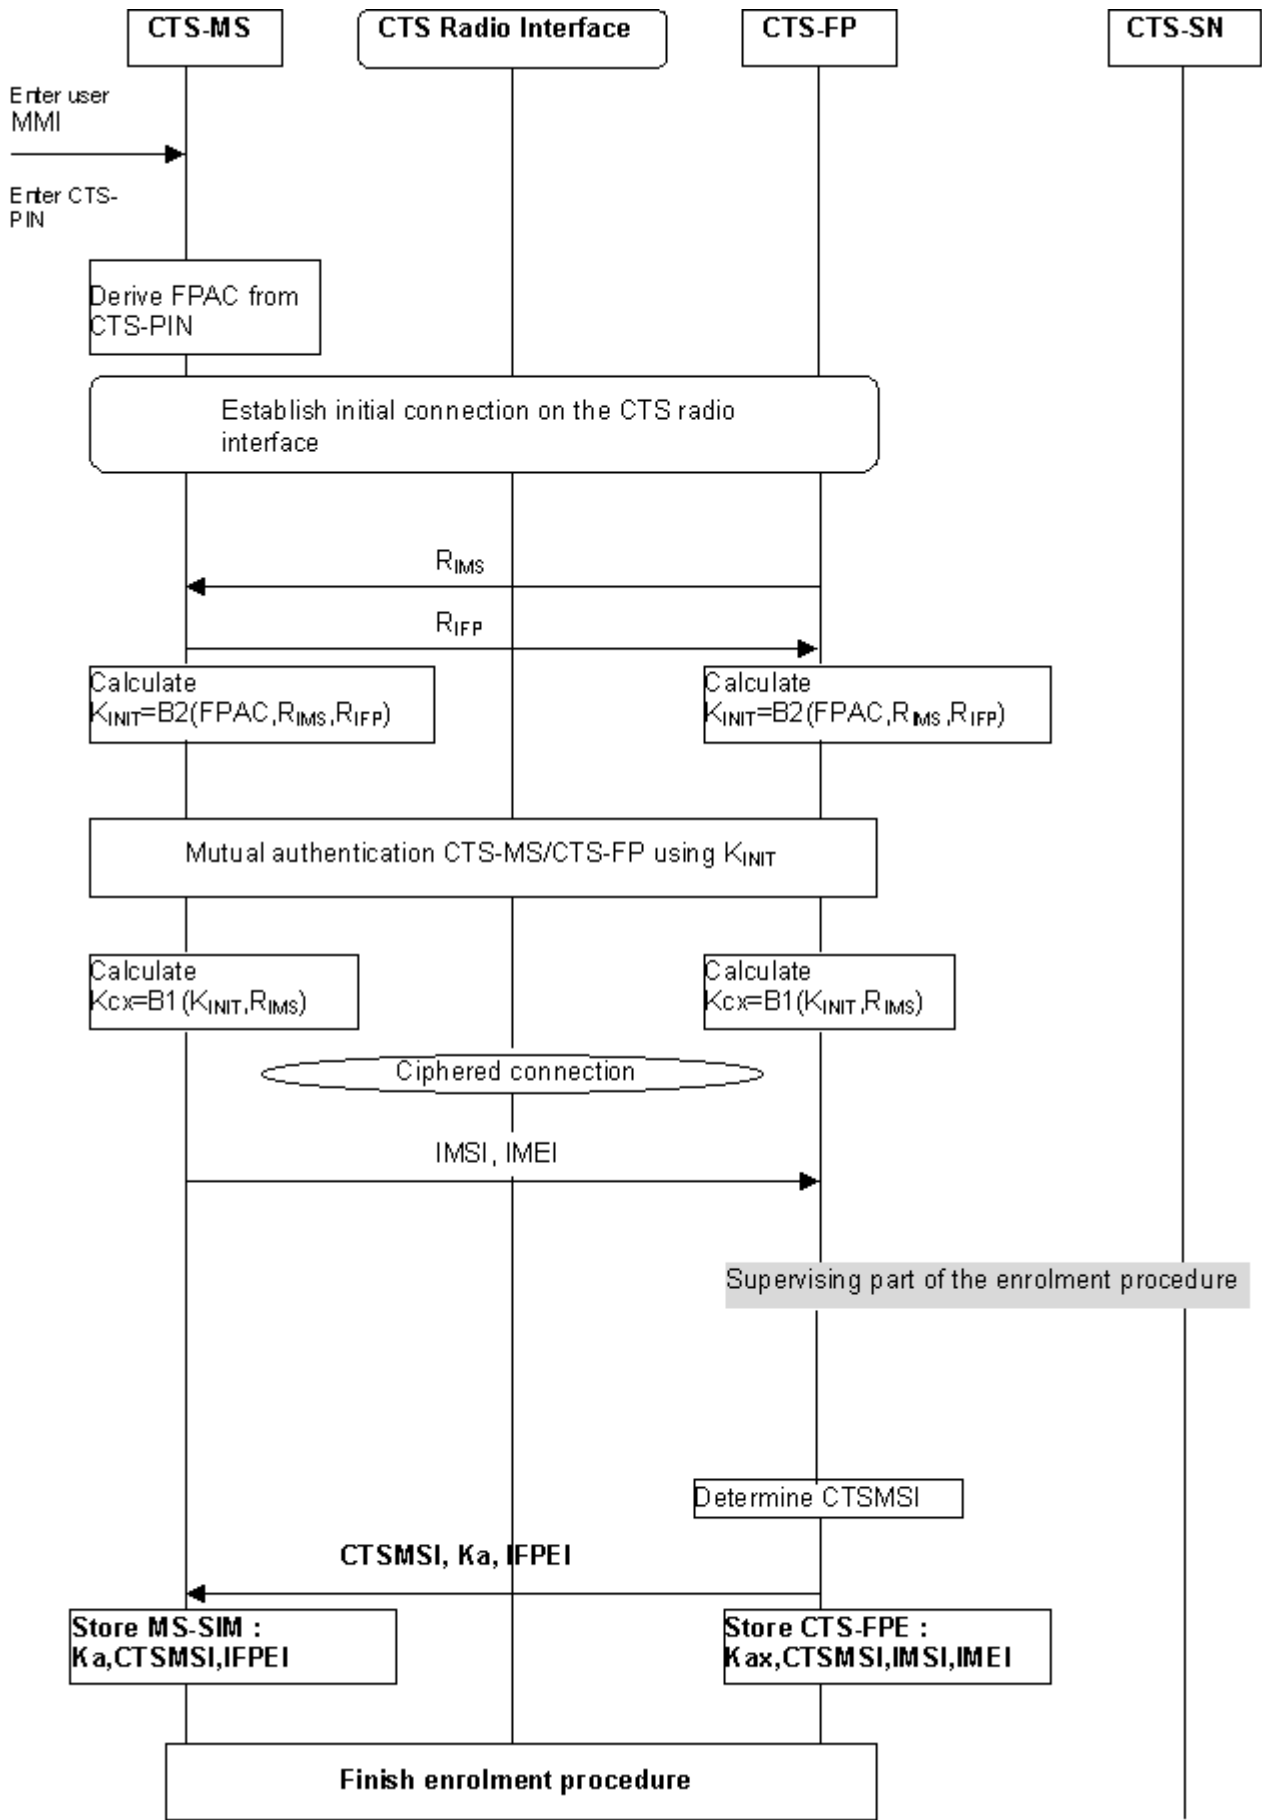 CTS-MS
CTS Radio Interface
CTS-FP
CTS-SN
Enter user
MMI
Enter CTS-
PIN
Derive FPAC from
CTS-PIN
Establish initial connection on the CTS radio
interface
RIMS
RIFP
Calculate
KINIT=B2(FPAC,RIMS,RIFP)
Calculate
KINIT=B2(FPAC,RIMS,RIFP)
Mutual authentication CTS-MS/CTS-FP using KINIT
Calculate
Kcx=B1(KINIT,RIMS)
Calculate
Kcx=B1(KINIT,RIMS)
Ciphered connection
IMSI, IMEI
Supervising part of the enrolment procedure
Determine CTSMSI
CTSMSI, Ka, IFPEI
Store MS-SIM :
Ka,CTSMSI,IFPEI
Store CTS-FPE :
Kax,CTSMSI,IMSI,IMEI
Finish enrolment procedure